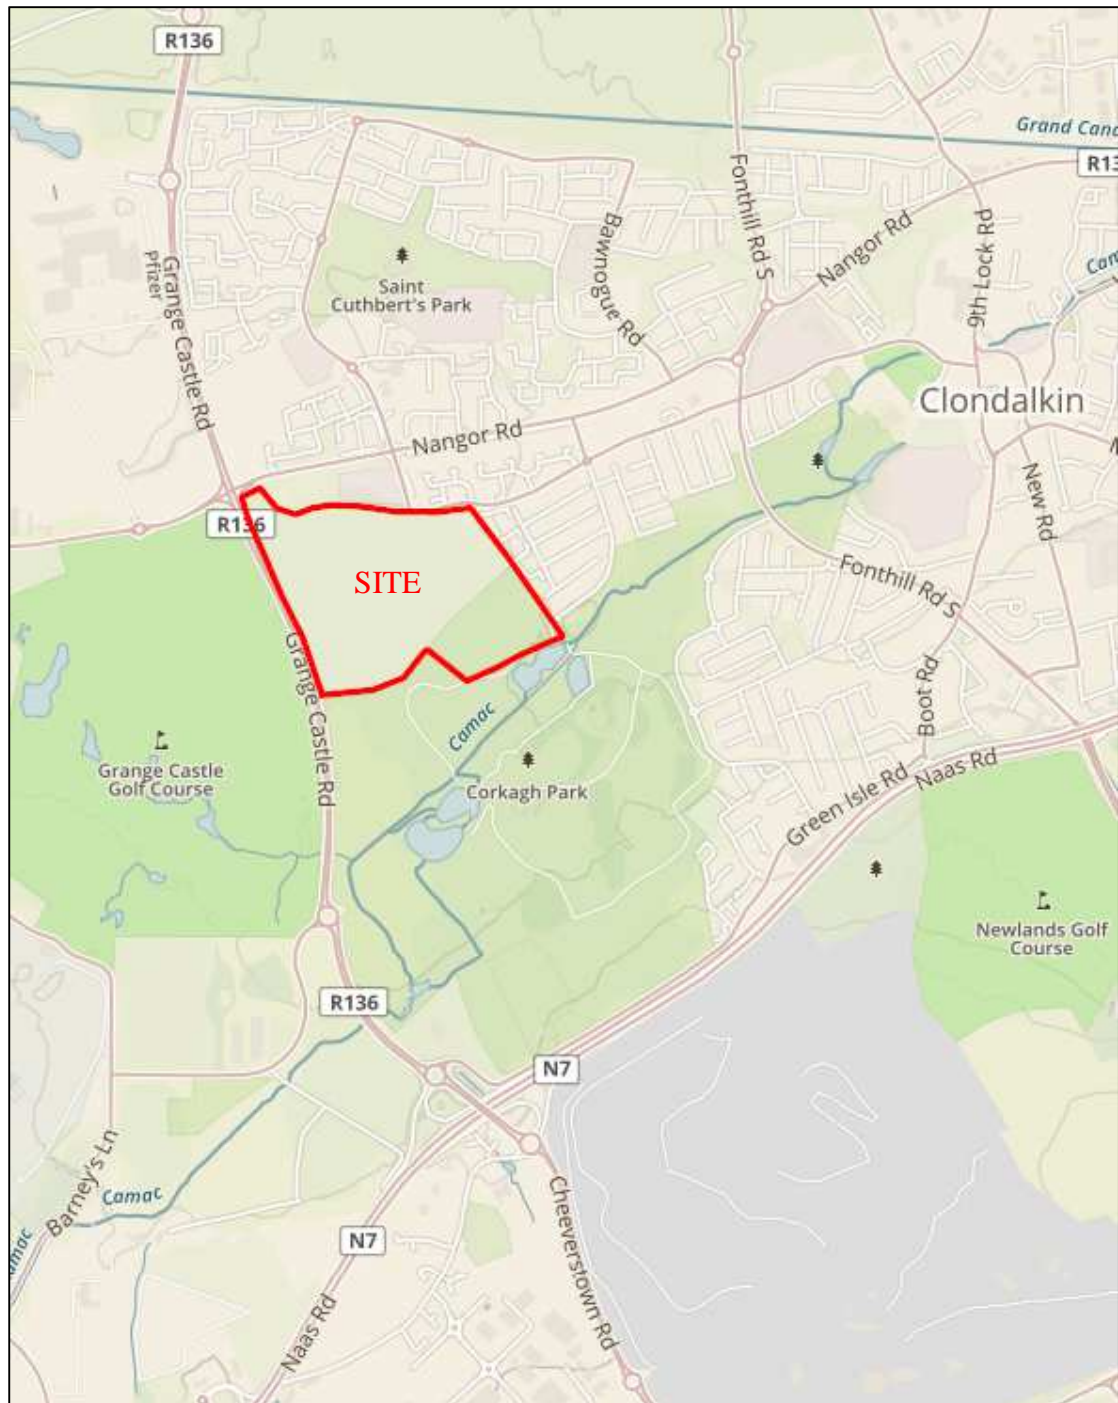 R136
Grand Cana
R13
Fonthill Rd S
Bawnogue Rd
Nangor Rd
9th Lock Rd
Cam
Pfizer
Grange Castle Rd
Saint
Cuthbert's Park
Clondalkin
Nangor Rd
New Rd
R136
SITE
Fonthill Rd S
Grange Castle Rd
Boot Rd
Camac
Grange Castle
Golf Course
Corkagh Park
Naas Rd
Green Isle Rd
Newlands Golf
Course
R136
N7
Barney's Ln
Camac
Camac
N7
Cheeverstown Rd
Naas Rd